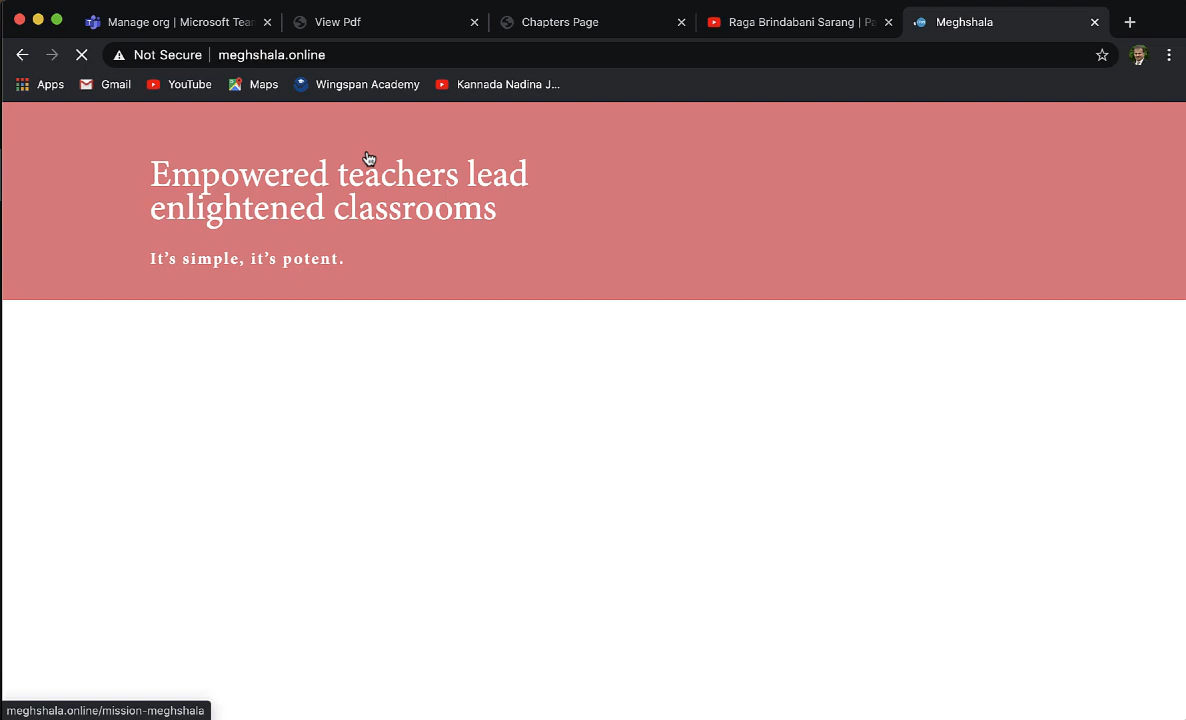 Manage org | Microsoft Tean
View Pdf
Chapters Page
Raga Brindabani Sarang | Pa
Meghshala
Not Secure
meghshala.online
Apps
Gmail
YouTube
Maps
Wingspan Academy
Kannada Nadina J...
Empowered teachers lead
enlightened classrooms
It’s simple, it’s potent.
meghshala.online/mission-meghshala